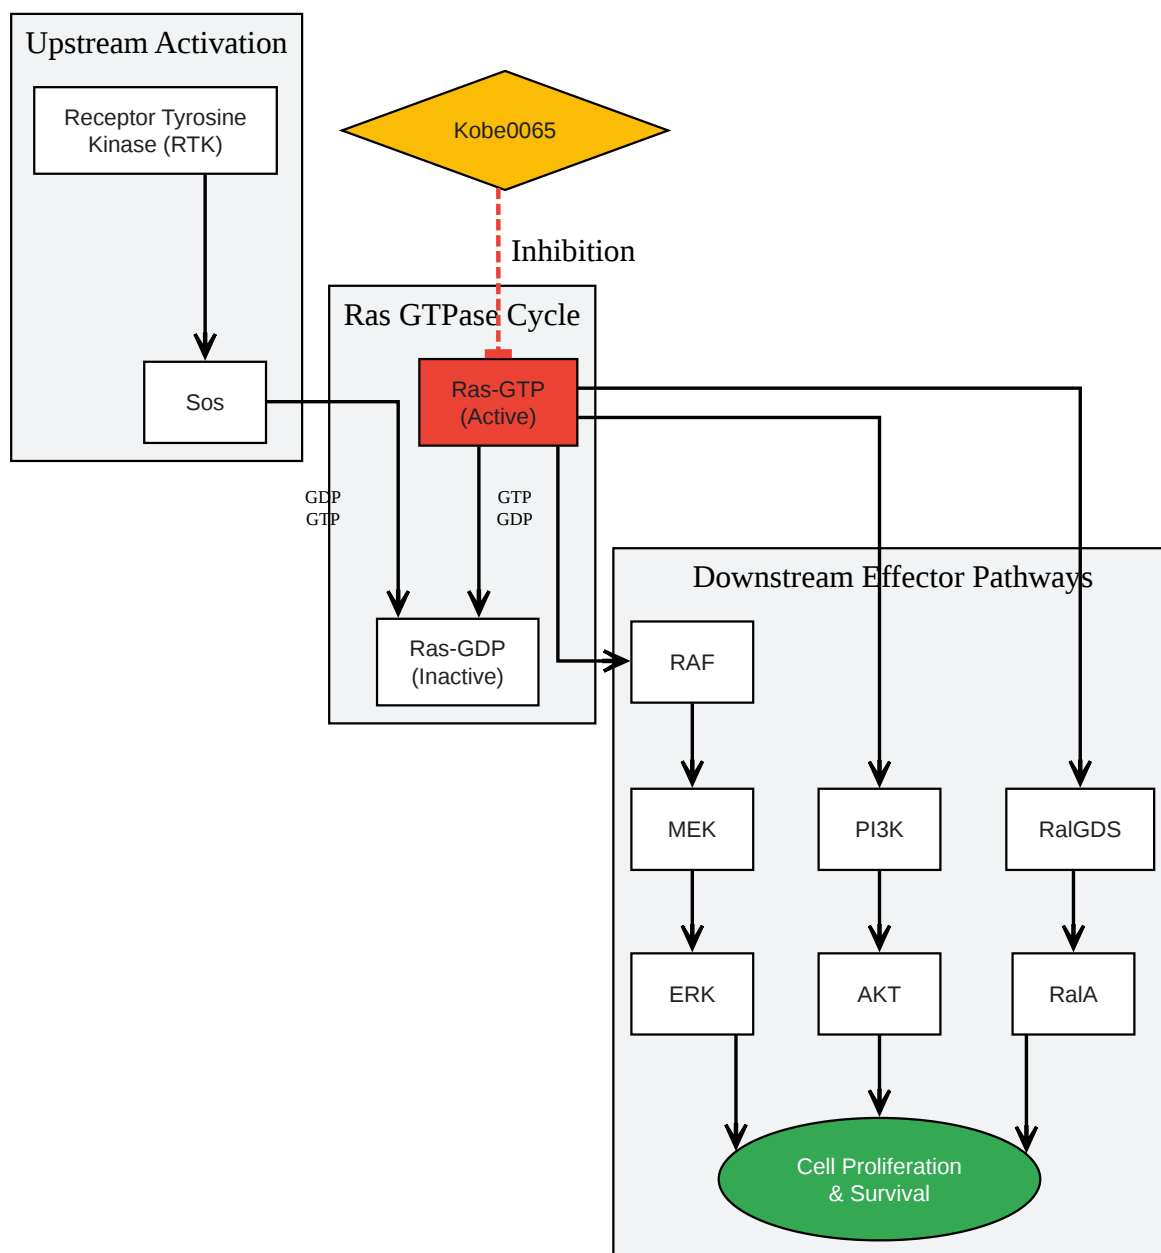 Upstream Activation
Receptor Tyrosine
Kinase (RTK)
Kobe0065
Inhibition
Ras GTPase Cycle
Sos
Ras-GTP
(Active)
GDP
GTP
GTP
GDP
Ras-GDP
(Inactive)
Downstream Effector Pathways
RAF
MEK
PI3K
RalGDS
ERK
AKT
RalA
Cell Proliferation
& Survival